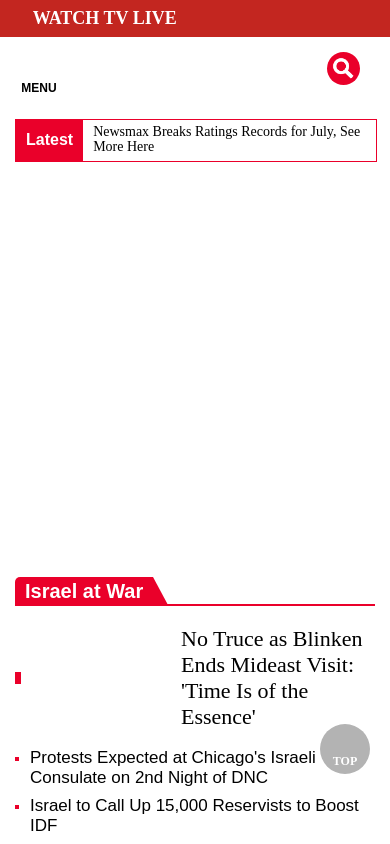 WATCH TV LIVE
MENU
Latest
Newsmax Breaks Ratings Records for July, See
More Here
Israel at War
No Truce as Blinken
Ends Mideast Visit:
'Time Is of the
Essence'
Protests Expected at Chicago's Israeli
Consulate on 2nd Night of DNC
TOP
Israel to Call Up 15,000 Reservists to Boost
IDF